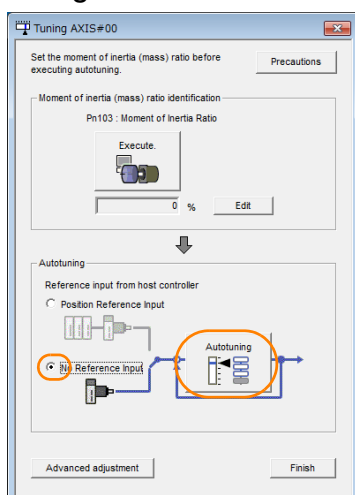 Tuning AXIS#00
Set the moment of inertia (mass) ratio before
executing autotuning.
Precautions
Moment of inertia (mass) ratio identification
Pn103 : Moment of Inertia Ratio
Execute.
0 %
Edit
Autotuning
Reference input from host controller
Position Reference Input
No Reference Input
Autotuning
Advanced adjustment
Finish